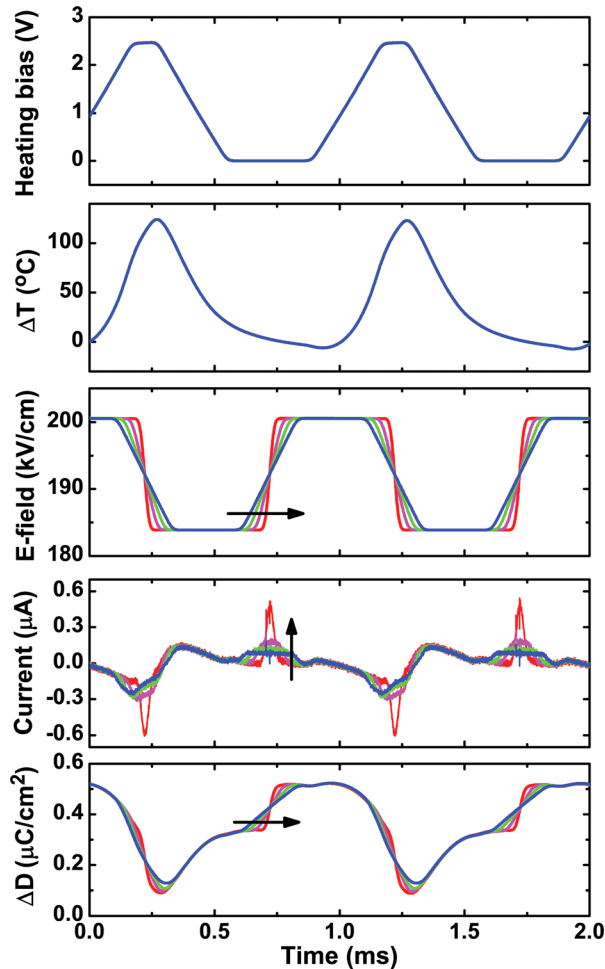 Heating bias (V)
3
2
1
0
ΔT (°C)
100
50
0
E-field (kV/cm)
200
190
180
Current (μA)
0.6
0.3
0.0
-0.3
-0.6
ΔD (μC/cm²)
0.6
0.4
0.2
0.0
0.0 0.5 1.0 1.5 2.0
Time (ms)